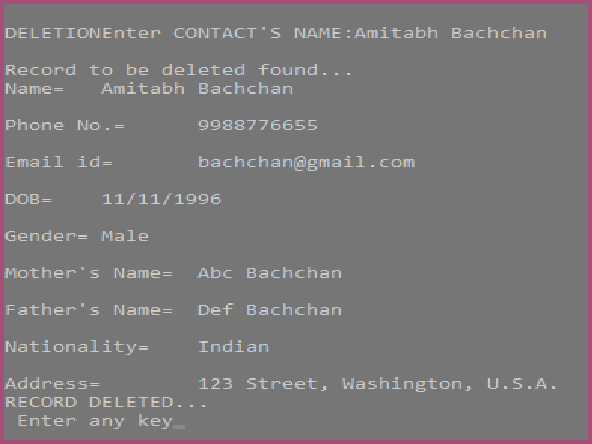 DELETIONEnter CONTACT'S NAME:Amitabh Bachchan
Record to be deleted found...
Name= Amitabh Bachchan
Phone No.= 9988776655
Email id= bachchan@gmail.com
DOB= 11/11/1996
Gender= Male
Mother's Name= Abc Bachchan
Father's Name= Def Bachchan
Nationality= Indian
Address= 123 Street, Washington, U.S.A.
RECORD DELETED...
Enter any key_